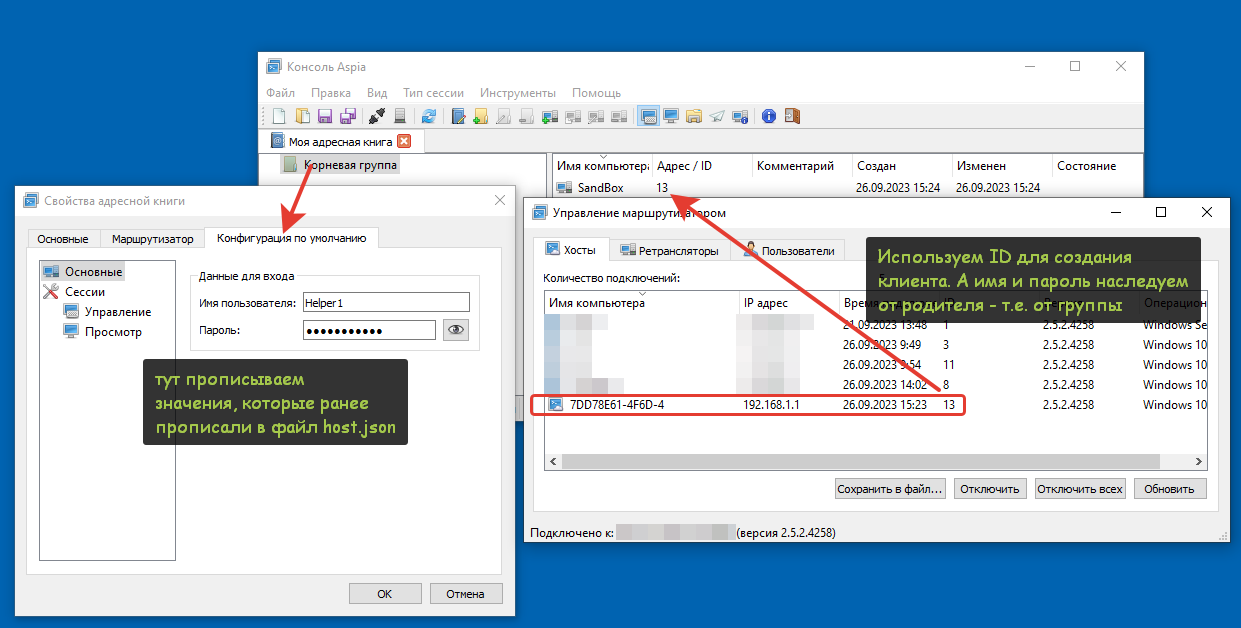 Консоль Aspia
Файл Правка Вид Тип сессии Инструменты Помощь
Моя адресная книга
Корневая группа
Имя компьютера Адрес / ID Комментарий Создан Изменен Состояние
SandBox 13 26.09.2023 15:24 26.09.2023 15:24
Свойства адресной книги
Основные Маршрутизатор Конфигурация по умолчанию
Основные
Сессии
Управление
Просмотр
Данные для входа
Имя пользователя: Helper1
Пароль: ●●●●●●●●●●●
тут прописываем
значения, которые ранее
прописали в файл host.json
OK Отмена
Управление маршрутизатором
Хосты Ретрансляторы Пользователи
Количество подключений:
Используем ID для создания
клиента. А имя и пароль наследуем
от родителя - т.е. от группы
Имя компьютера IP адрес Время ID Операцион
21.09.2023 13:48 1 2.5.2.4258 Windows Se
26.09.2023 9:49 3 2.5.2.4258 Windows 10
26.09.2023 9:54 11 2.5.2.4258 Windows 10
26.09.2023 14:02 8 2.5.2.4258 Windows 10
7DD78E61-4F6D-4 192.168.1.1 26.09.2023 15:23 13 2.5.2.4258 Windows 10
Сохранить в файл... Отключить Отключить всех Обновить
Подключено к: (версия 2.5.2.4258)